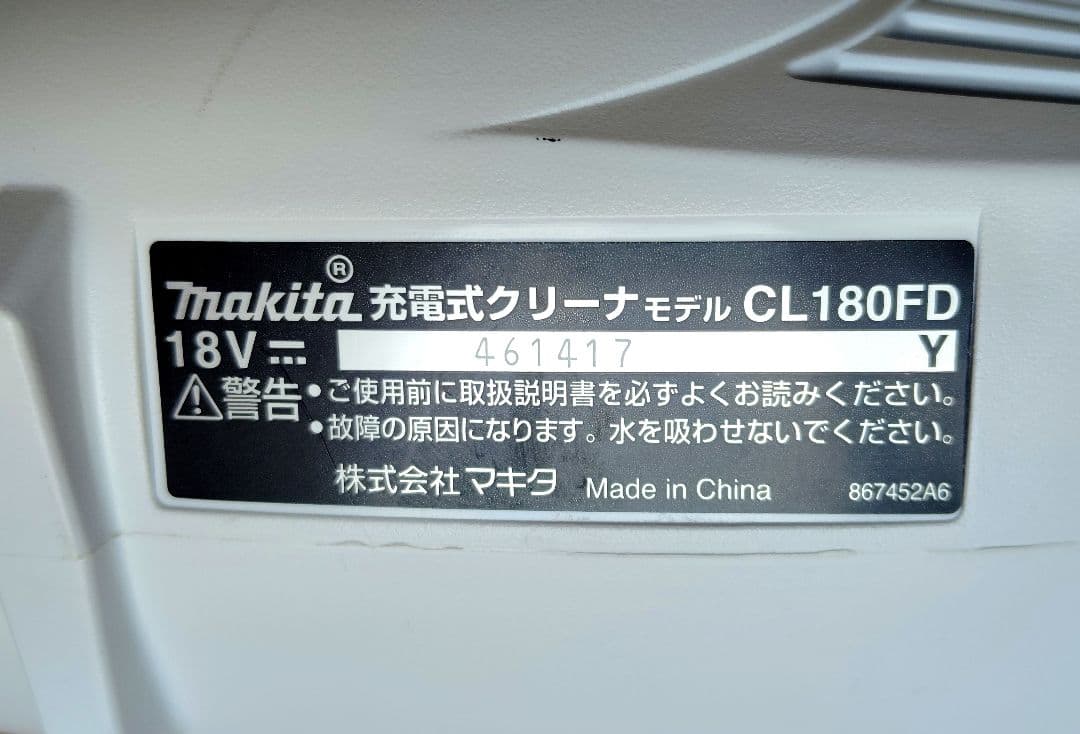 makita® 充電式クリーナ モデル CL180FD
18V⎓ 461417 Y
⚠警告 •ご使用前に取扱説明書を必ずよくお読みください。
•故障の原因になります。水を吸わせないでください。
株式会社 マキタ Made in China 867452A6